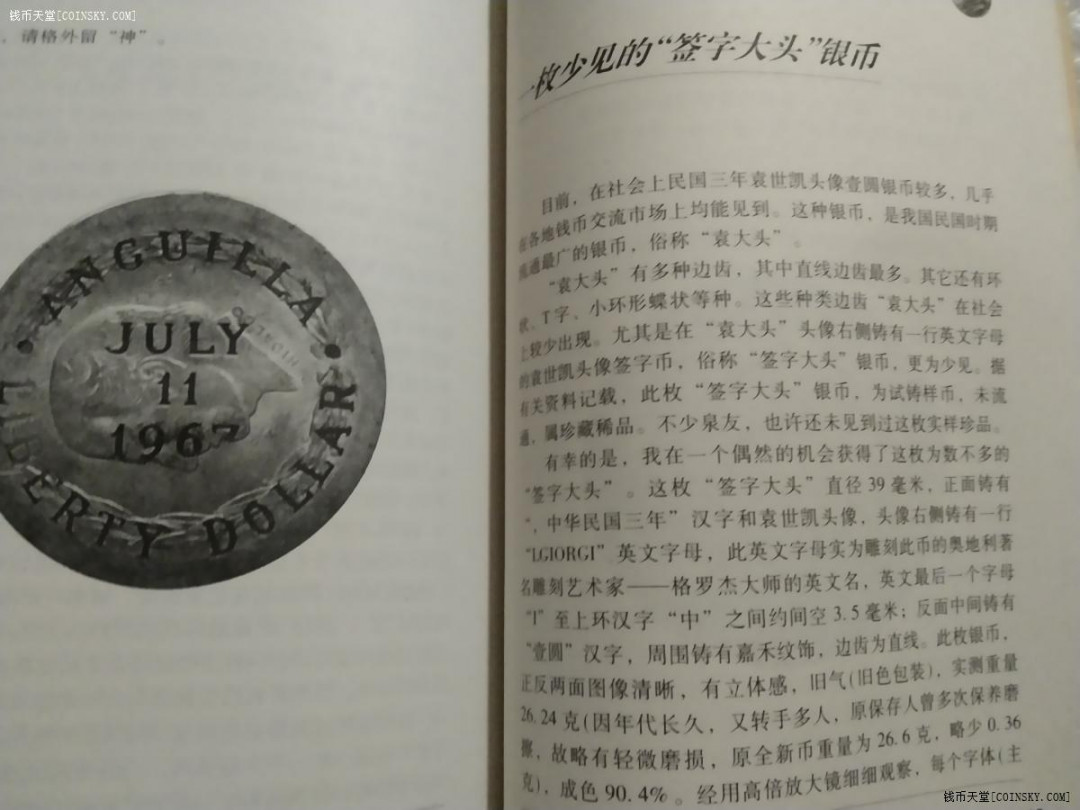 钱币天堂[COINSKY.COM]
，请格外留“神”。
ANGUILLA
JULY
11
1967
LIBERTY DOLLAR
一枚少见的“签字大头”银币
目前，在社会上民国三年袁世凯头像壹圆银币较多，几乎
在各地钱币交流市场上均能见到。这种银币，是我国民国时期
流通最广的银币，俗称“袁大头”。
“袁大头”有多种边齿，其中直线边齿最多。其它还有环
状、T字、小环形蝶状等种。这些种类边齿“袁大头”在社会
上较少出现。尤其是在“袁大头”头像右侧铸有一行英文字母
的袁世凯头像签字币，俗称“签字大头”银币，更为少见。据
有关资料记载，此枚“签字大头”银币，为试铸样币，未流
通，属珍藏稀品。不少泉友，也许还未见到过这枚实样珍品。
有幸的是，我在一个偶然的机会获得了这枚为数不多的
“签字大头”。这枚“签字大头”直径39毫米，正面铸有
“，中华民国三年”汉字和袁世凯头像，头像右侧铸有一行
“LGIORGI”英文字母，此英文字母实为雕刻此币的奥地利著
名雕刻艺术家——格罗杰大师的英文名，英文最后一个字母
“I”至上环汉字“中”之间约间空3.5毫米；反面中间铸有
“壹圆”汉字，周围铸有嘉禾纹饰，边齿为直线。此枚银币，
正反两面图像清晰，有立体感，旧气(旧色包装)，实测重量
26.24克(因年代长久，又转手多人，原保存人曾多次保养磨
擦，故略有轻微磨损，原全新币重量为26.6克，略少0.36
克)，成色90.4%。经用高倍放大镜细细观察，每个字体(主
钱币天堂[COINSKY.COM]